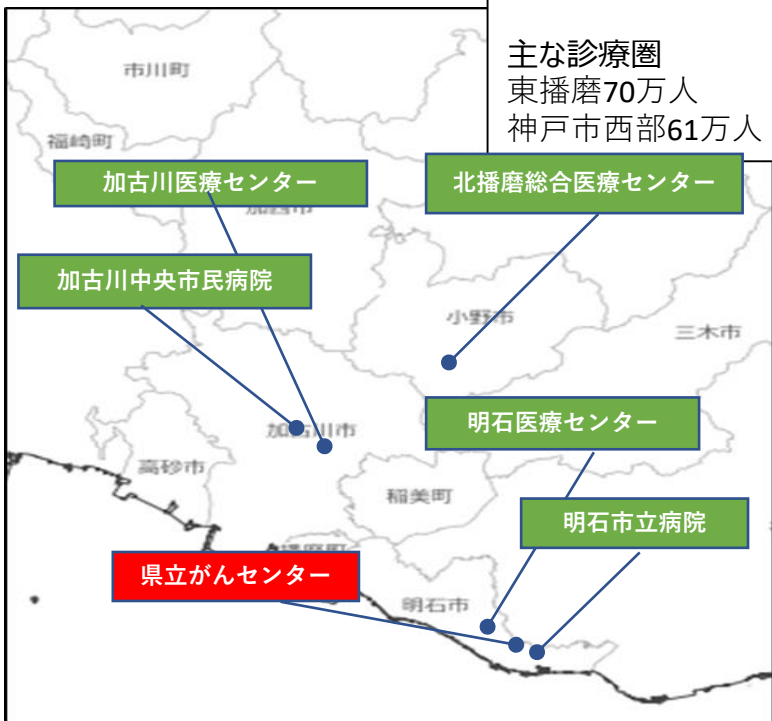 主な診療圏
東播磨70万人
神戸市西部61万人
市川町
福崎町
加古川医療センター
北播磨総合医療センター
加古川中央市民病院
小野市
三木市
明石医療センター
加古川市
高砂市
稲美町
明石市立病院
県立がんセンター
明石市